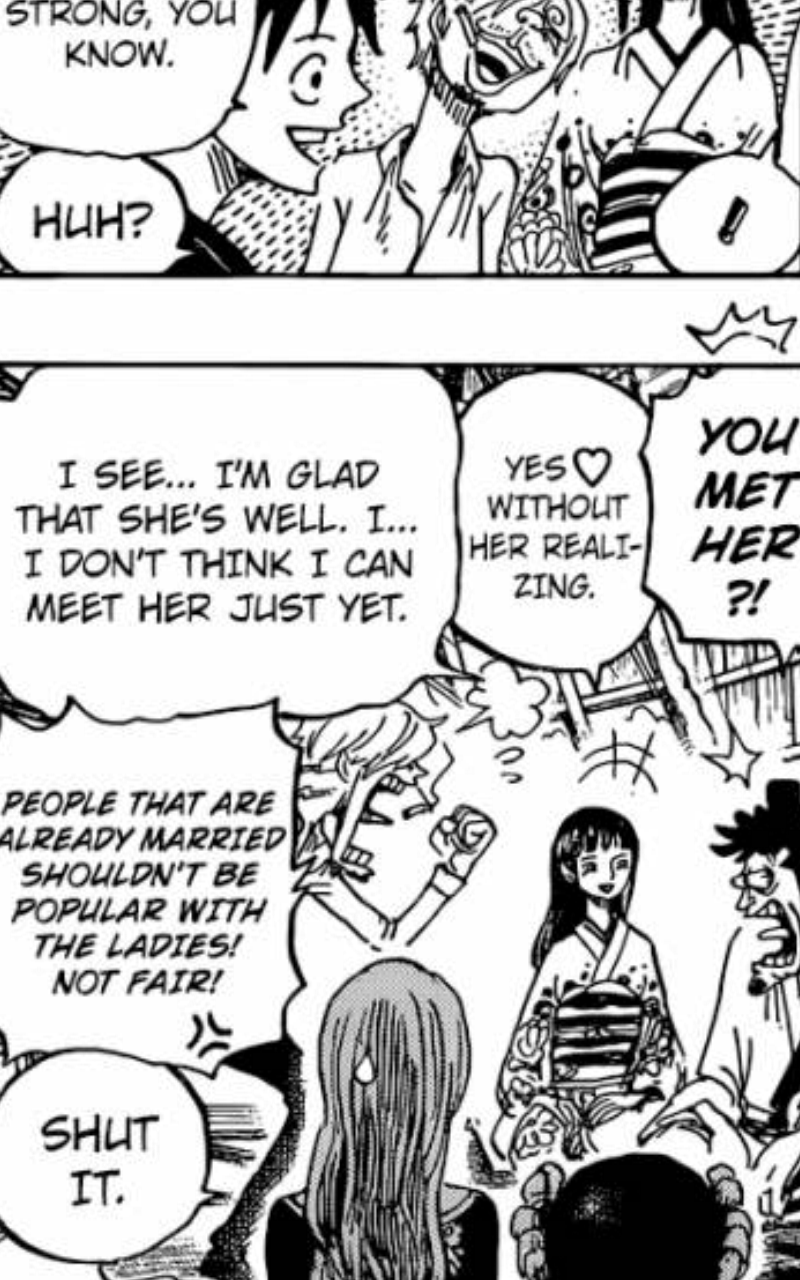 STRONG, YOU
KNOW.
!
HUH?
YOU
MET
HER
?!
YES♡
WITHOUT
HER REALI-
ZING.
I SEE... I'M GLAD
THAT SHE'S WELL. I...
I DON'T THINK I CAN
MEET HER JUST YET.
PEOPLE THAT ARE
ALREADY MARRIED
SHOULDN'T BE
POPULAR WITH
THE LADIES!
NOT FAIR!
SHUT
IT.